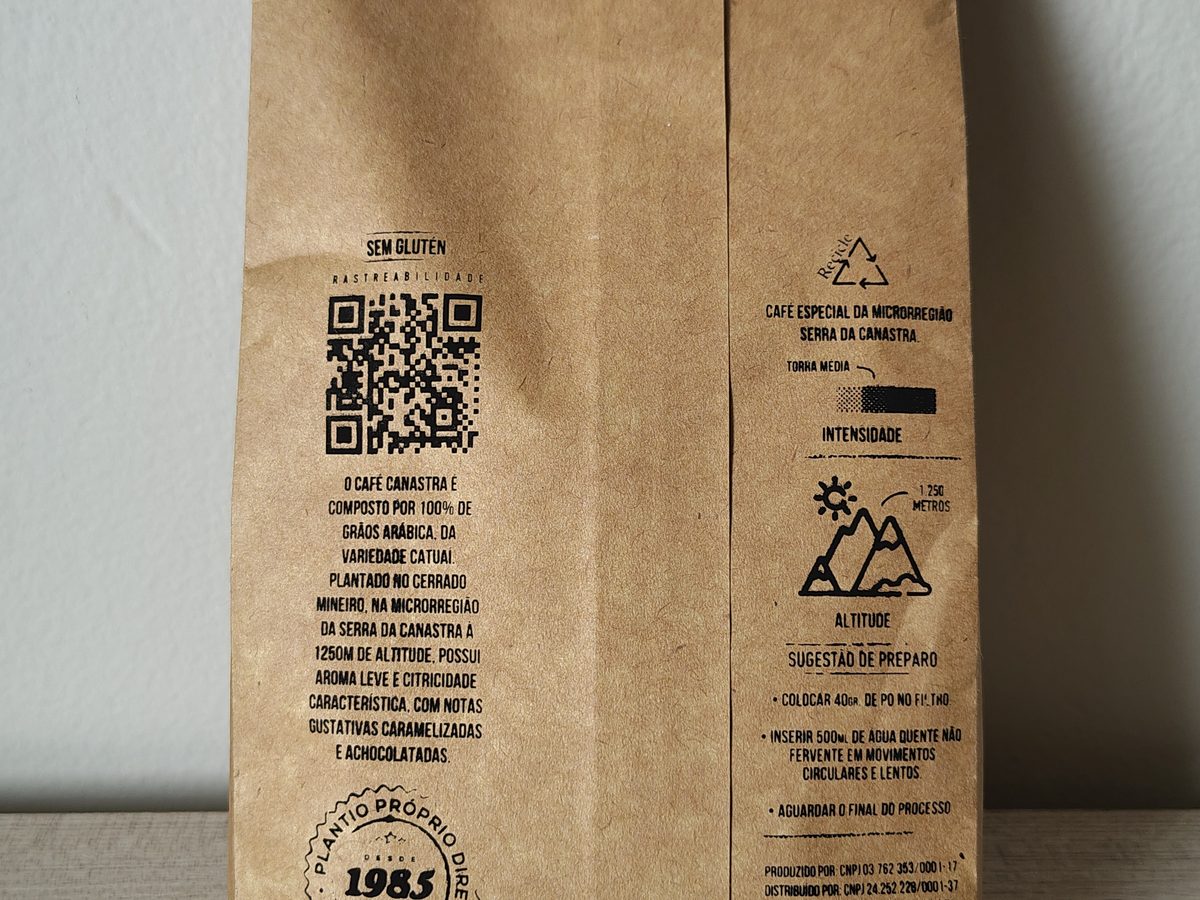 SEM GLUTÉN
RASTREABILIDADE
O CAFÉ CANASTRA É
COMPOSTO POR 100% DE
GRÃOS ARÁBICA, DA
VARIEDADE CATUAÍ.
PLANTADO NO CERRADO
MINEIRO, NA MICRORREGIÃO
DA SERRA DA CANASTRA A
1250M DE ALTITUDE, POSSUI
AROMA LEVE E CITRICIDADE
CARACTERÍSTICA, COM NOTAS
GUSTATIVAS CARAMELIZADAS
E ACHOCOLATADAS.
PLANTIO PRÓPRIO
DESDE
1985
Recicle
CAFÉ ESPECIAL DA MICRORREGIÃO
SERRA DA CANASTRA.
TORRA MÉDIA
INTENSIDADE
1.250
METROS
ALTITUDE
SUGESTÃO DE PREPARO
• COLOCAR 40GR. DE PÓ NO FILTRO
• INSERIR 500ML DE ÁGUA QUENTE NÃO
FERVENTE EM MOVIMENTOS
CIRCULARES E LENTOS.
• AGUARDAR O FINAL DO PROCESSO
PRODUZIDO POR: CNPJ 03 762 353/0001-17
DISTRIBUÍDO POR: CNPJ 24.252.228/0001-37